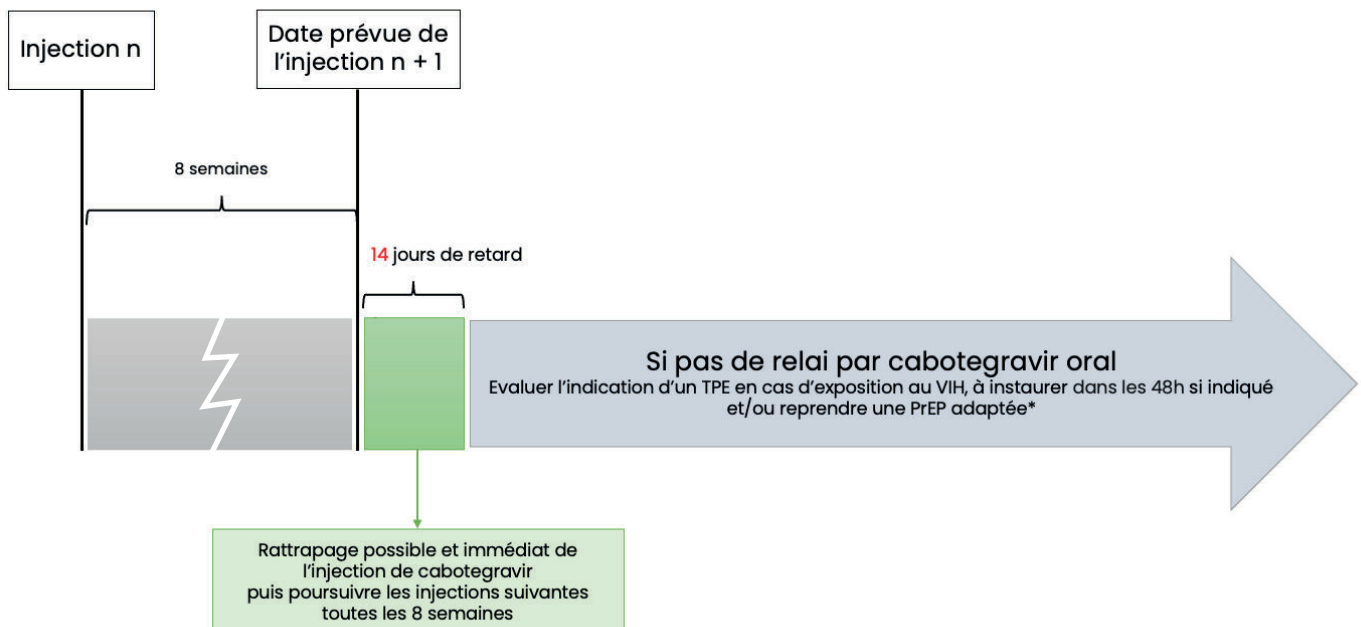 Injection n
Date prévue de
l'injection n + 1
8 semaines
14 jours de retard
Si pas de relai par cabotegravir oral
Evaluer l'indication d'un TPE en cas d'exposition au VIH, à instaurer dans les 48h si indiqué
et/ou reprendre une PrEP adaptée*
Rattrapage possible et immédiat de
l'injection de cabotegravir
puis poursuivre les injections suivantes
toutes les 8 semaines